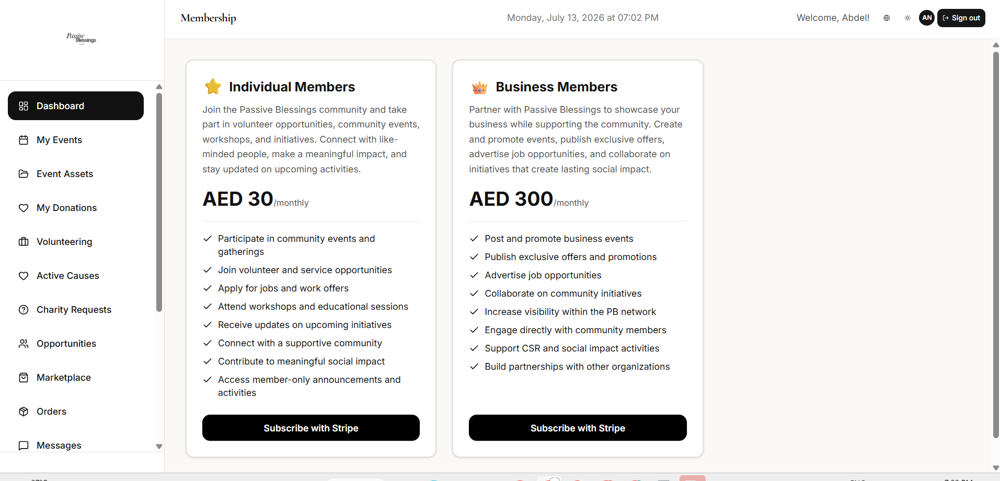 Passive
Blessings
Membership
Monday, July 13, 2026 at 07:02 PM
Welcome, Abdel!
AN
Sign out
Dashboard
My Events
Event Assets
My Donations
Volunteering
Active Causes
Charity Requests
Opportunities
Marketplace
Orders
Messages
Individual Members
Join the Passive Blessings community and take
part in volunteer opportunities, community events,
workshops, and initiatives. Connect with like-
minded people, make a meaningful impact, and
stay updated on upcoming activities.
AED 30/monthly
Participate in community events and
gatherings
Join volunteer and service opportunities
Apply for jobs and work offers
Attend workshops and educational sessions
Receive updates on upcoming initiatives
Connect with a supportive community
Contribute to meaningful social impact
Access member-only announcements and
activities
Subscribe with Stripe
Business Members
Partner with Passive Blessings to showcase your
business while supporting the community. Create
and promote events, publish exclusive offers,
advertise job opportunities, and collaborate on
initiatives that create lasting social impact.
AED 300/monthly
Post and promote business events
Publish exclusive offers and promotions
Advertise job opportunities
Collaborate on community initiatives
Increase visibility within the PB network
Engage directly with community members
Support CSR and social impact activities
Build partnerships with other organizations
Subscribe with Stripe